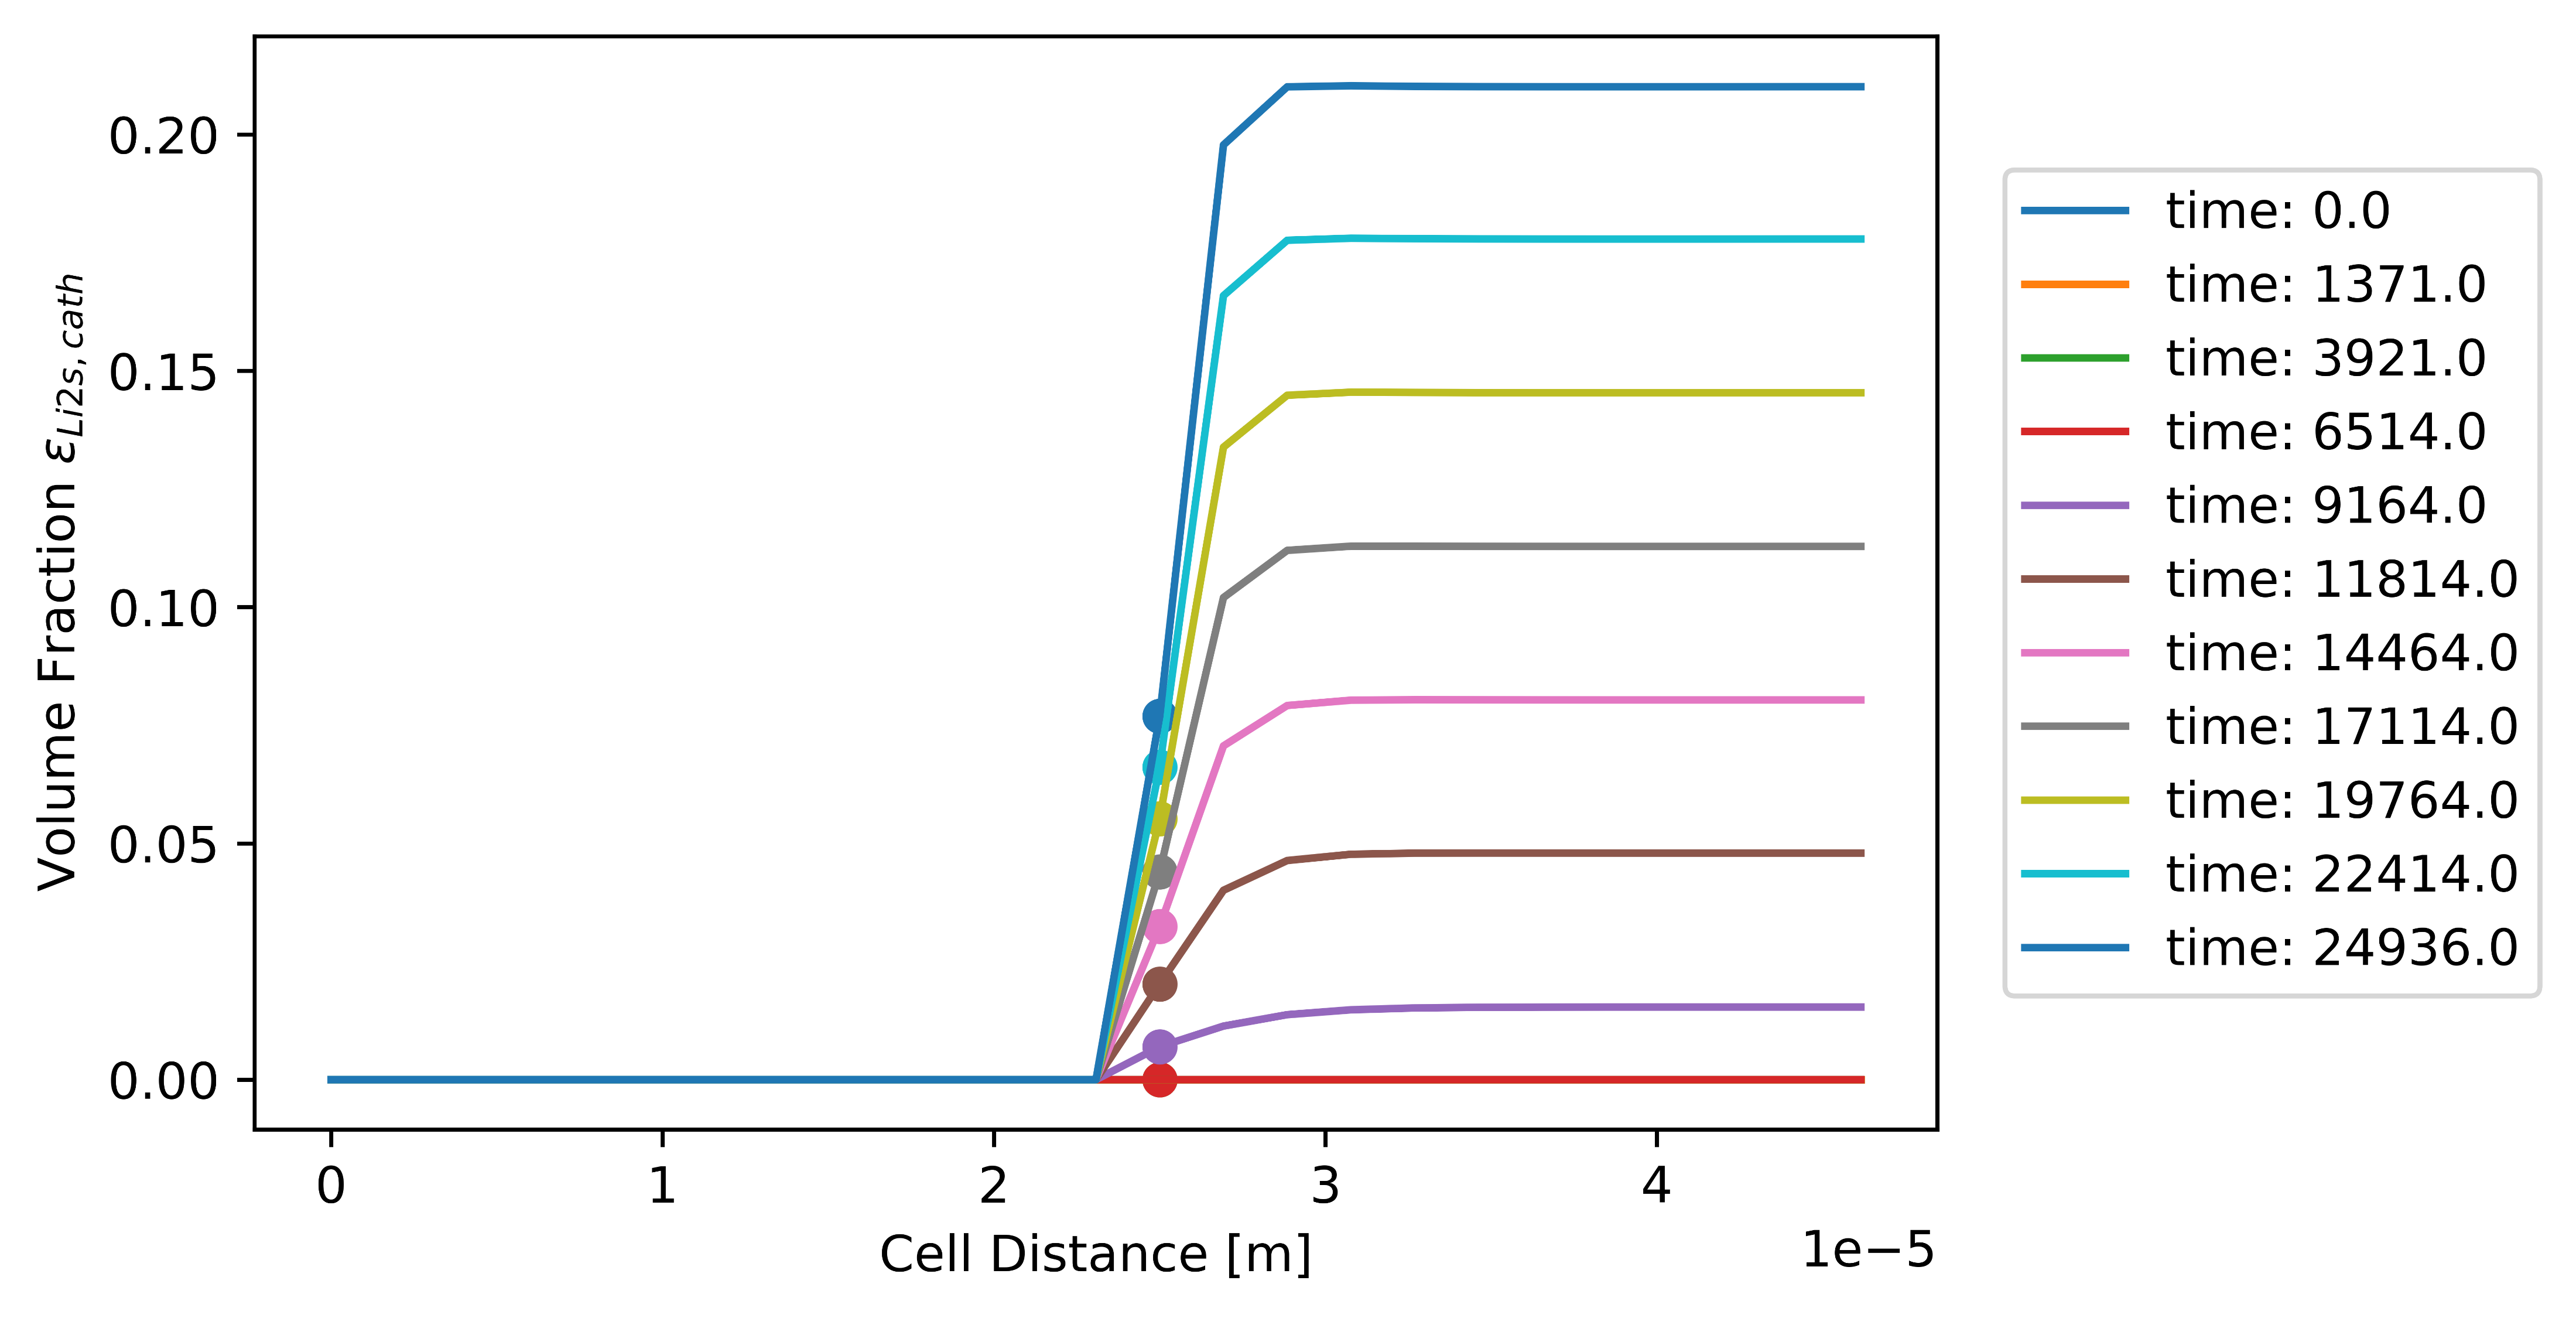 0.20
0.15
0.10
0.05
0.00
Volume Fraction ε_{Li2s,cath}
0 1 2 3 4
1e−5
Cell Distance [m]
time: 0.0
time: 1371.0
time: 3921.0
time: 6514.0
time: 9164.0
time: 11814.0
time: 14464.0
time: 17114.0
time: 19764.0
time: 22414.0
time: 24936.0